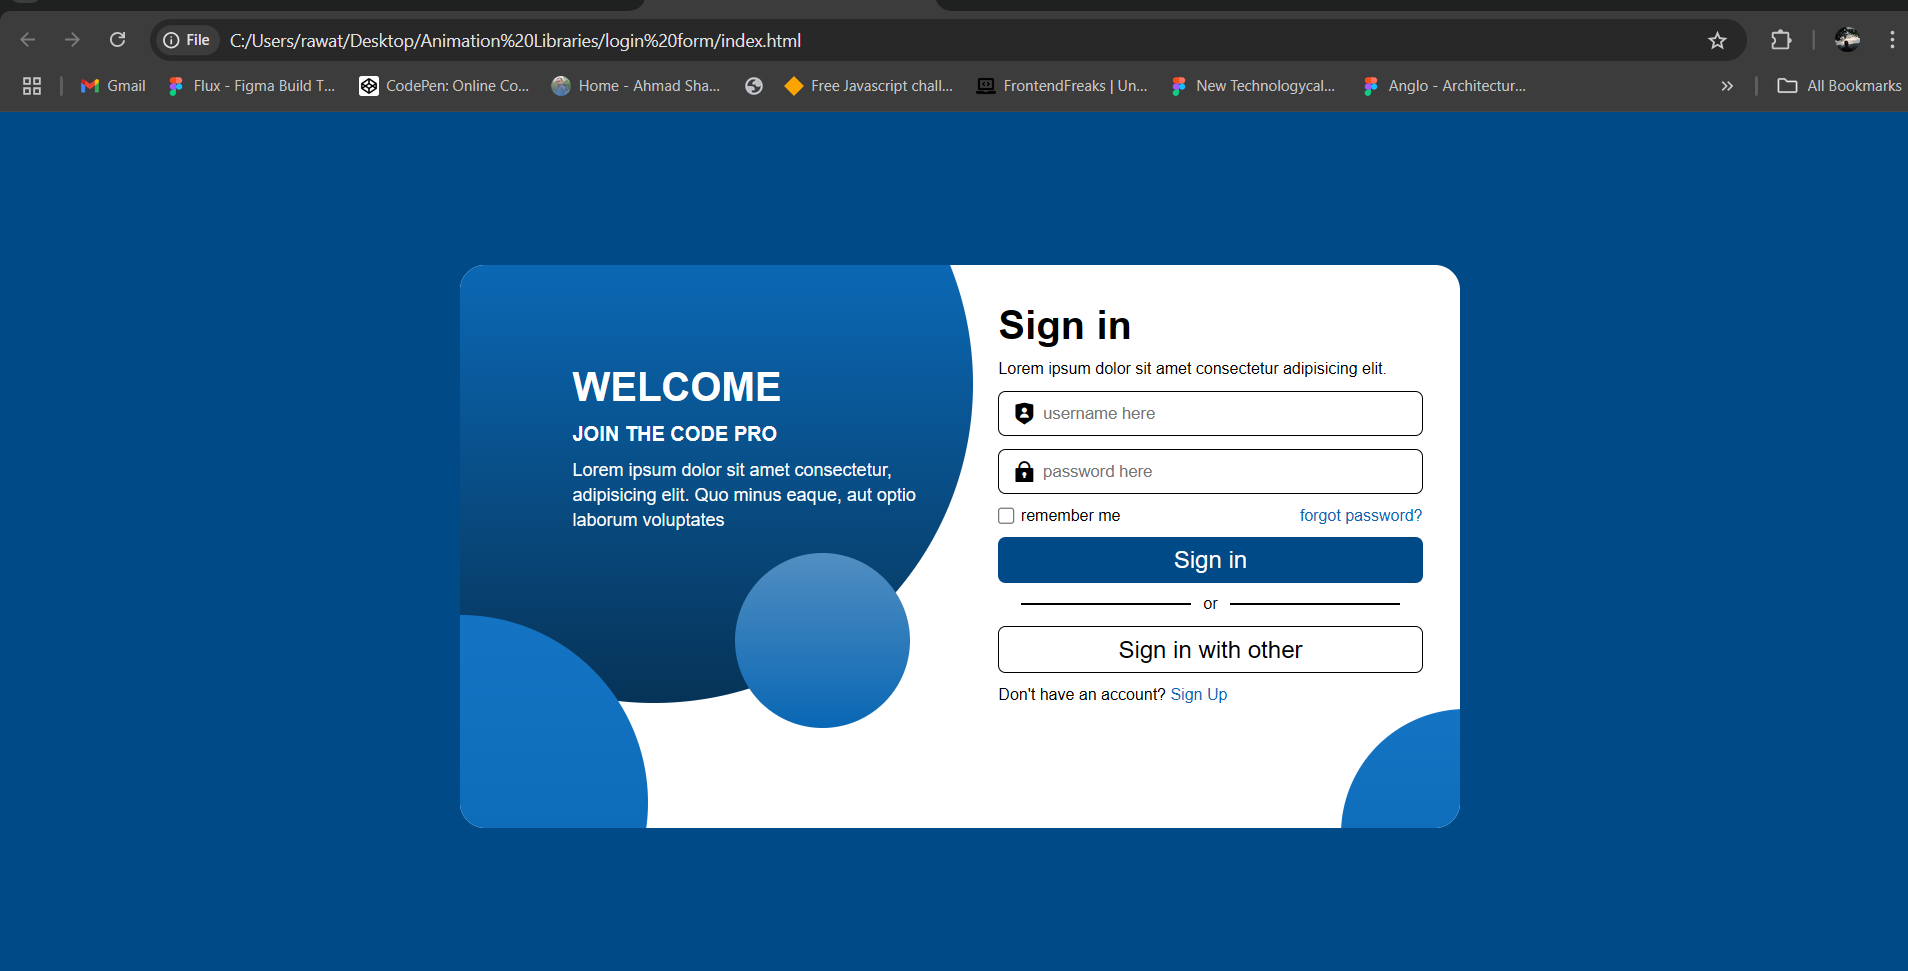 File C:/Users/rawat/Desktop/Animation%20Libraries/login%20form/index.html
Gmail Flux - Figma Build T... CodePen: Online Co... Home - Ahmad Sha... Free Javascript chall... FrontendFreaks | Un... New Technologycal... Anglo - Architectur... » All Bookmarks
WELCOME
JOIN THE CODE PRO
Lorem ipsum dolor sit amet consectetur,
adipisicing elit. Quo minus eaque, aut optio
laborum voluptates
Sign in
Lorem ipsum dolor sit amet consectetur adipisicing elit.
username here
password here
remember me forgot password?
Sign in
or
Sign in with other
Don't have an account? Sign Up